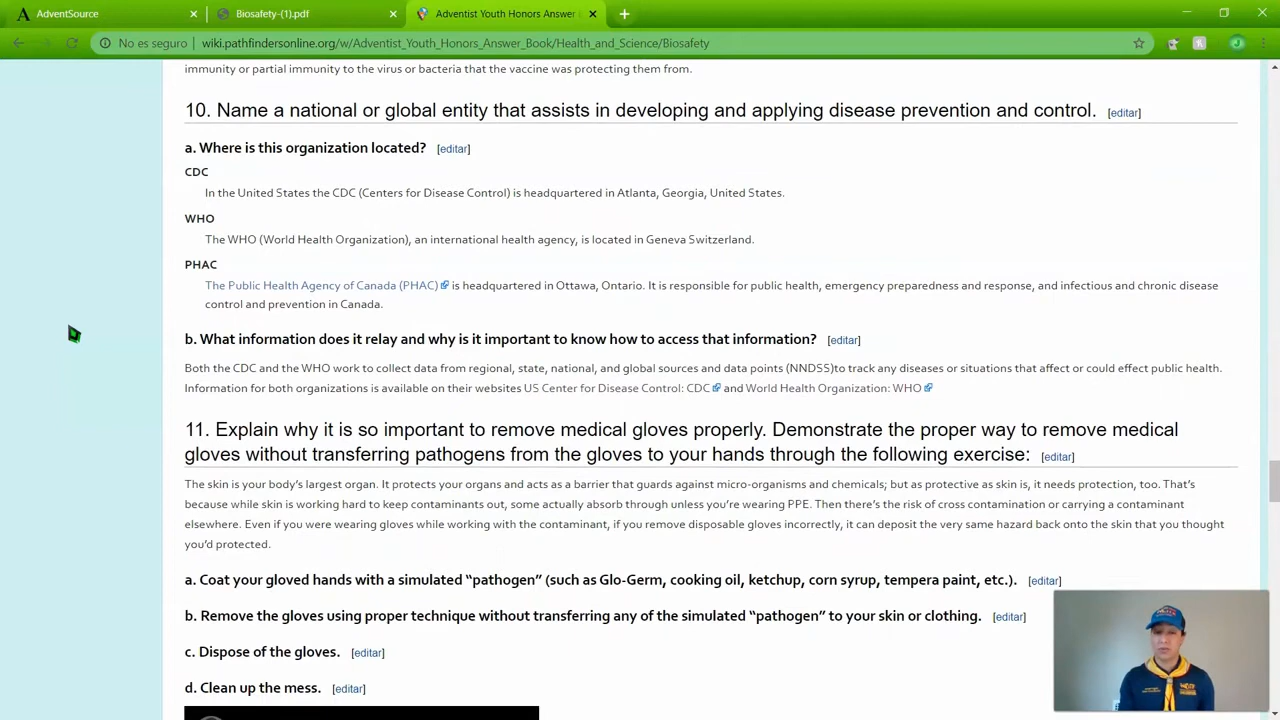 AdventSource
Biosafety-(1).pdf
Adventist Youth Honors Answer
No es seguro
wiki.pathfindersonline.org/w/Adventist_Youth_Honors_Answer_Book/Health_and_Science/Biosafety
immunity or partial immunity to the virus or bacteria that the vaccine was protecting them from.
10. Name a national or global entity that assists in developing and applying disease prevention and control. [editar]
a. Where is this organization located? [editar]
CDC
In the United States the CDC (Centers for Disease Control) is headquartered in Atlanta, Georgia, United States.
WHO
The WHO (World Health Organization), an international health agency, is located in Geneva Switzerland.
PHAC
The Public Health Agency of Canada (PHAC) is headquartered in Ottawa, Ontario. It is responsible for public health, emergency preparedness and response, and infectious and chronic disease
control and prevention in Canada.
b. What information does it relay and why is it important to know how to access that information? [editar]
Both the CDC and the WHO work to collect data from regional, state, national, and global sources and data points (NNDSS)to track any diseases or situations that affect or could effect public health.
Information for both organizations is available on their websites US Center for Disease Control: CDC and World Health Organization: WHO
11. Explain why it is so important to remove medical gloves properly. Demonstrate the proper way to remove medical
gloves without transferring pathogens from the gloves to your hands through the following exercise: [editar]
The skin is your body's largest organ. It protects your organs and acts as a barrier that guards against micro-organisms and chemicals; but as protective as skin is, it needs protection, too. That's
because while skin is working hard to keep contaminants out, some actually absorb through unless you're wearing PPE. Then there's the risk of cross contamination or carrying a contaminant
elsewhere. Even if you were wearing gloves while working with the contaminant, if you remove disposable gloves incorrectly, it can deposit the very same hazard back onto the skin that you thought
you'd protected.
a. Coat your gloved hands with a simulated “pathogen” (such as Glo-Germ, cooking oil, ketchup, corn syrup, tempera paint, etc.). [editar]
b. Remove the gloves using proper technique without transferring any of the simulated “pathogen” to your skin or clothing. [editar]
c. Dispose of the gloves. [editar]
d. Clean up the mess. [editar]